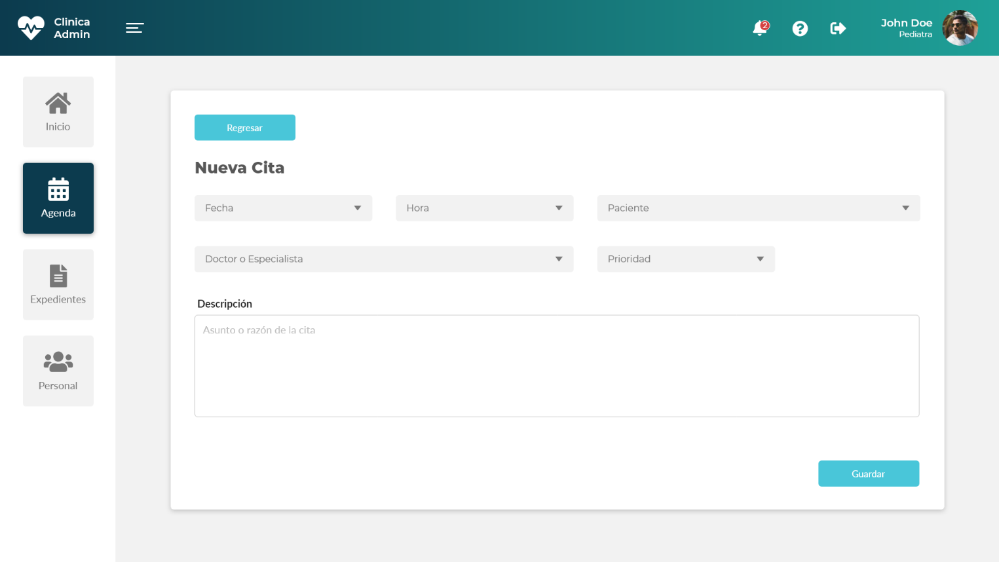 Clinica
Admin
2
John Doe
Pediatra
Inicio
Agenda
Expedientes
Personal
Regresar
Nueva Cita
Fecha
Hora
Paciente
Doctor o Especialista
Prioridad
Descripción
Asunto o razón de la cita
Guardar